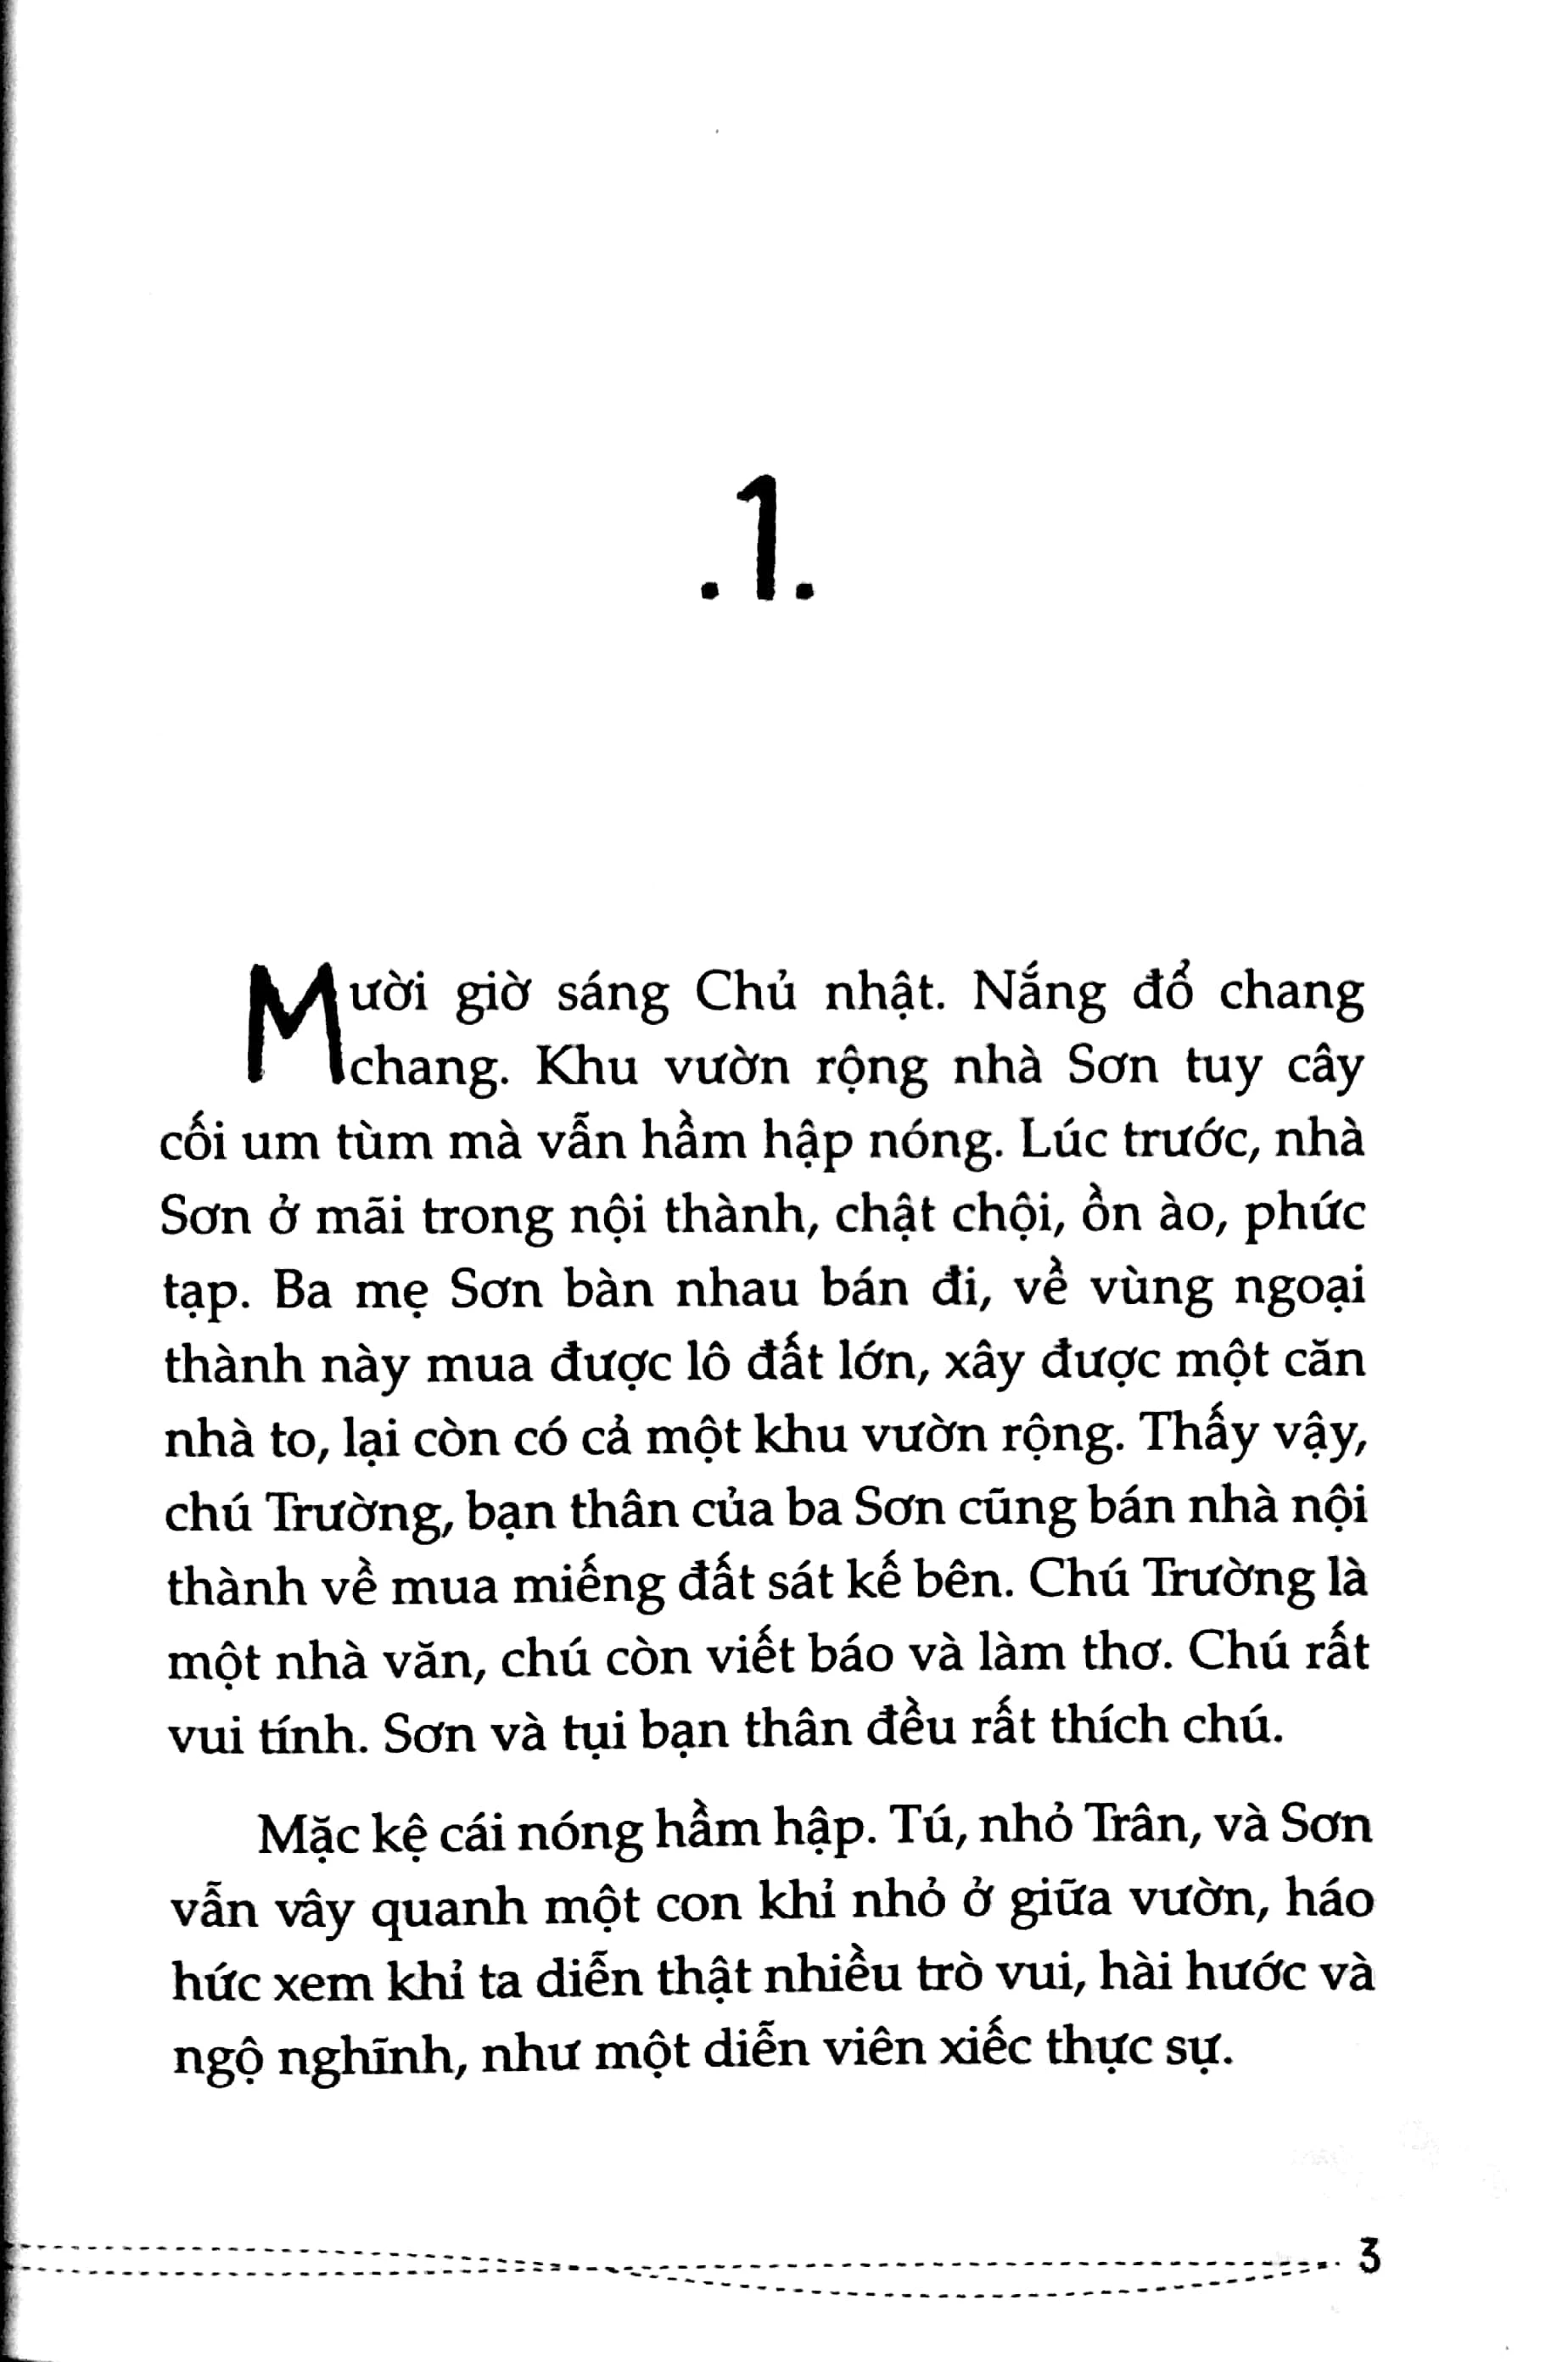 .1.
Mười giờ sáng Chủ nhật. Nắng đổ chang
chang. Khu vườn rộng nhà Sơn tuy cây
cối um tùm mà vẫn hầm hập nóng. Lúc trước, nhà
Sơn ở mãi trong nội thành, chật chội, ồn ào, phức
tạp. Ba mẹ Sơn bàn nhau bán đi, về vùng ngoại
thành này mua được lô đất lớn, xây được một căn
nhà to, lại còn có cả một khu vườn rộng. Thấy vậy,
chú Trường, bạn thân của ba Sơn cũng bán nhà nội
thành về mua miếng đất sát kế bên. Chú Trường là
một nhà văn, chú còn viết báo và làm thơ. Chú rất
vui tính. Sơn và tụi bạn thân đều rất thích chú.
Mặc kệ cái nóng hầm hập. Tú, nhỏ Trân, và Sơn
vẫn vây quanh một con khỉ nhỏ ở giữa vườn, háo
hức xem khỉ ta diễn thật nhiều trò vui, hài hước và
ngộ nghĩnh, như một diễn viên xiếc thực sự.
3